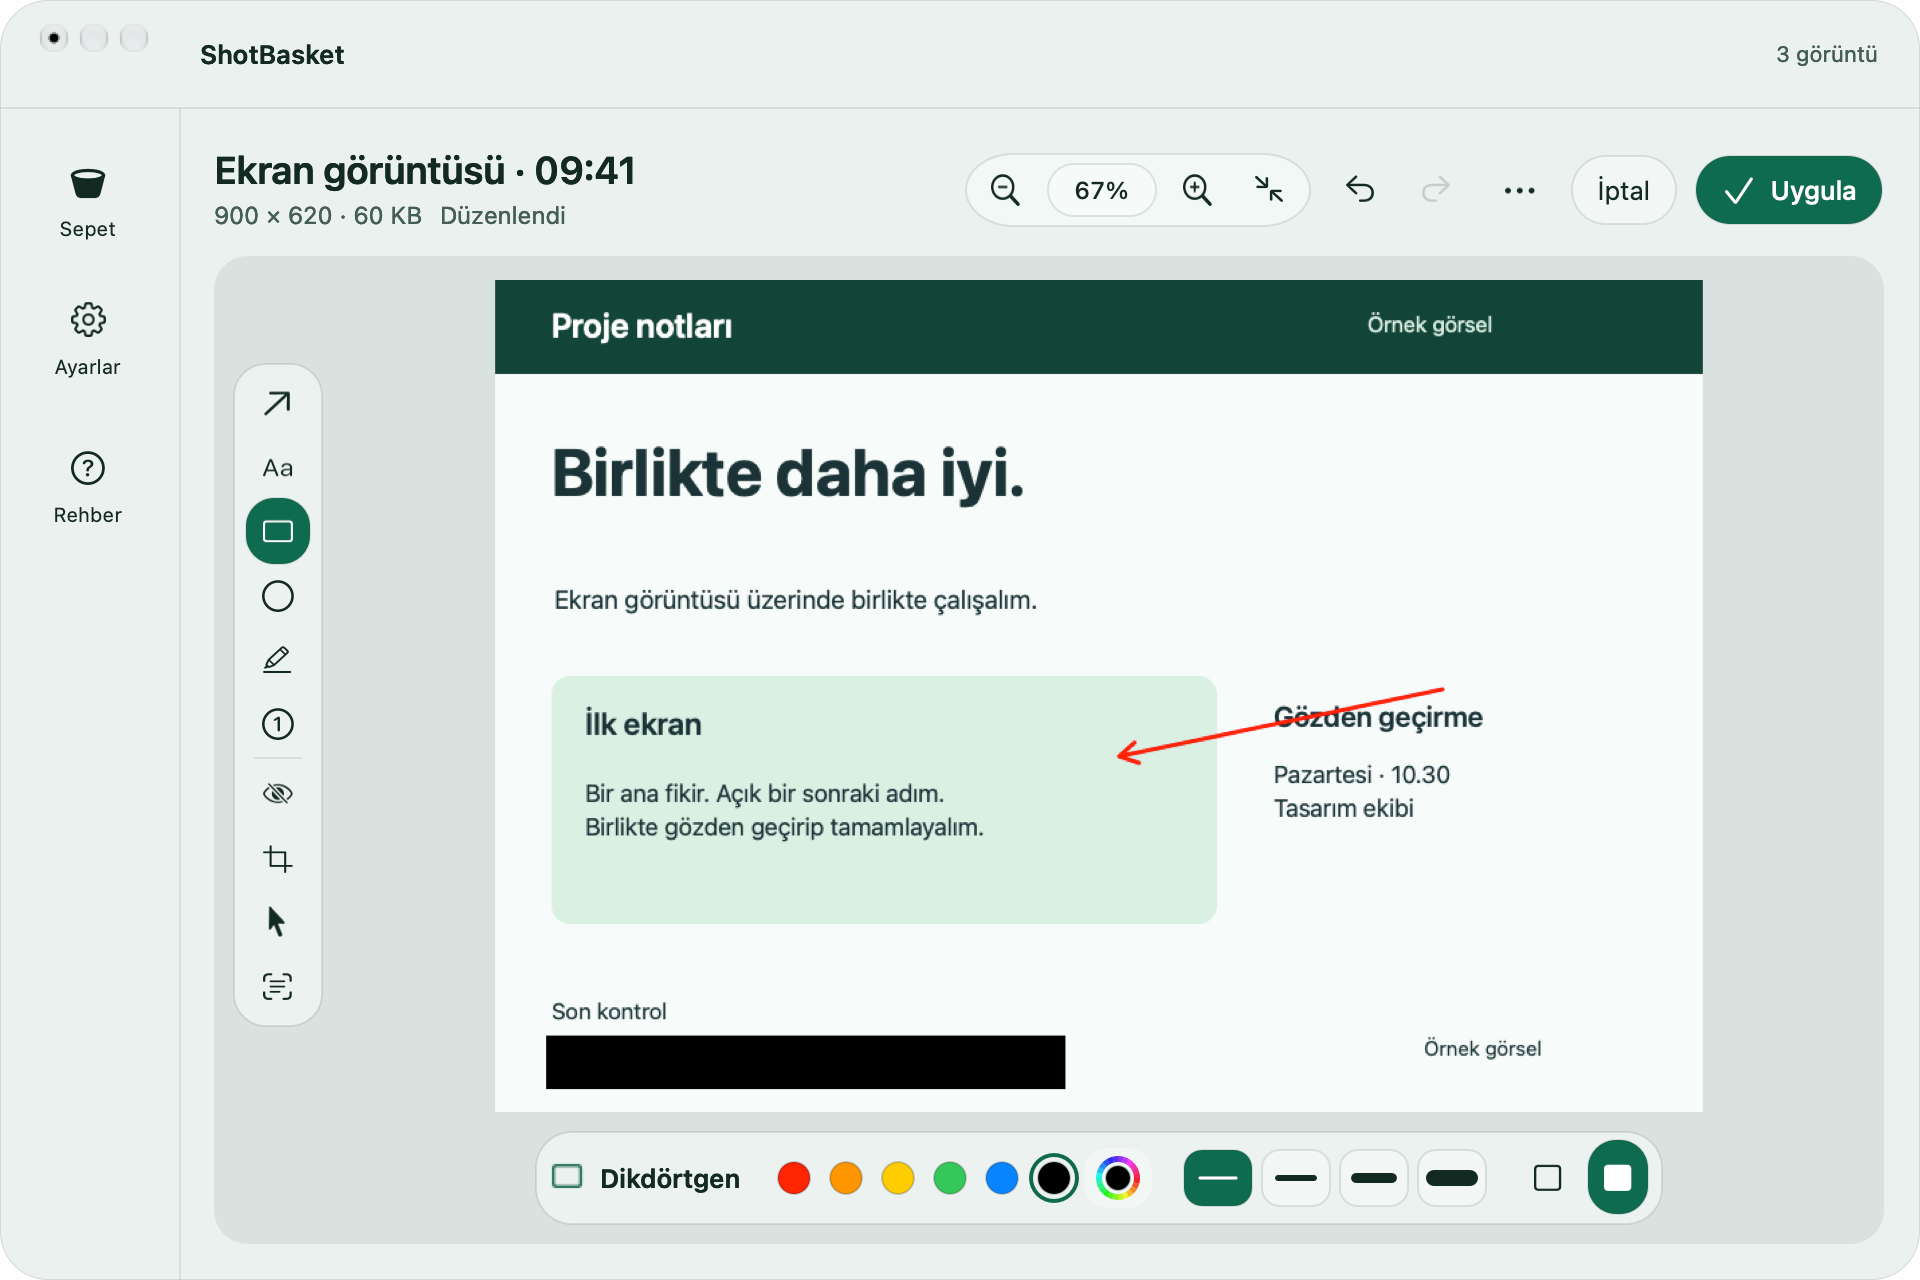 ShotBasket
3 görüntü
Sepet
Ayarlar
Rehber
Ekran görüntüsü · 09:41
900 × 620 · 60 KB Düzenlendi
67%
İptal
Uygula
Aa
1
Proje notları
Örnek görsel
Birlikte daha iyi.
Ekran görüntüsü üzerinde birlikte çalışalım.
İlk ekran
Bir ana fikir. Açık bir sonraki adım.
Birlikte gözden geçirip tamamlayalım.
Gözden geçirme
Pazartesi · 10.30
Tasarım ekibi
Son kontrol
Örnek görsel
Dikdörtgen